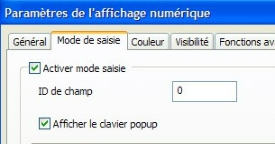 Paramètres de l'affichage numérique
Général Mode de saisie Couleur Visibilité Fonctions
Activer mode saisie
ID de champ 0
Afficher le clavier popup